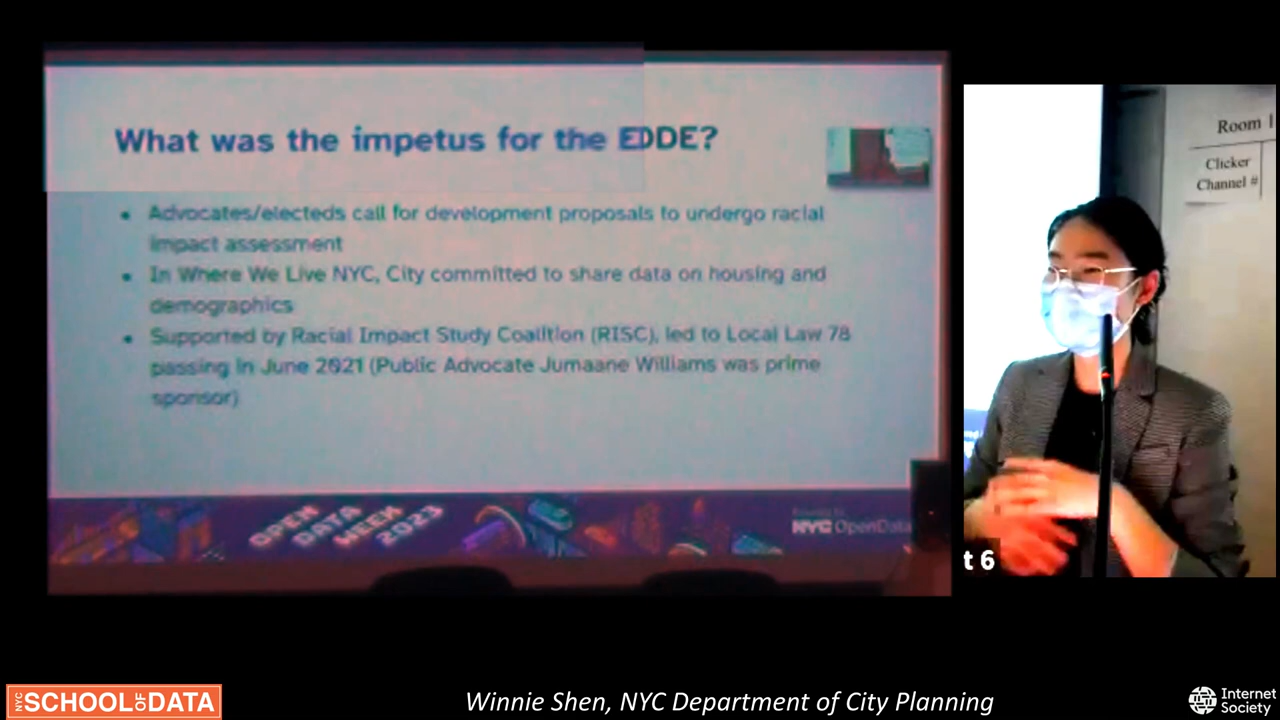 What was the impetus for the EDDE?
• Advocates/electeds call for development proposals to undergo racial
impact assessment
• In Where We Live NYC, City committed to share data on housing and
demographics
• Supported by Racial Impact Study Coalition (RISC), led to Local Law 78
passing in June 2021 (Public Advocate Jumaane Williams was prime
sponsor)
OPEN
DATA
WEEK
2023
NYC OpenData
Room 1
Clicker
Channel #
t 6
NYC SCHOOL OF DATA
Winnie Shen, NYC Department of City Planning
Internet
Society